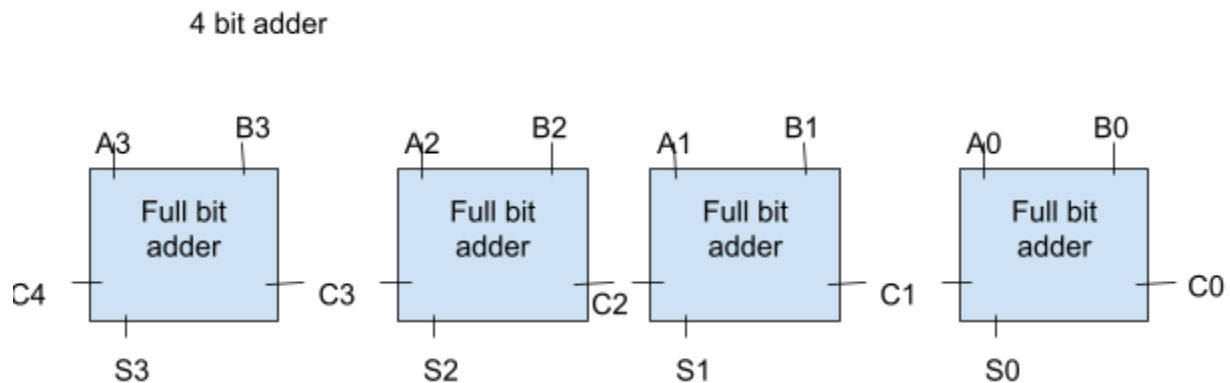 4 bit adder
A3 B3 A2 B2 A1 B1 A0 B0
Full bit
adder
Full bit
adder
Full bit
adder
Full bit
adder
C4 C3 C2 C1 C0
S3 S2 S1 S0